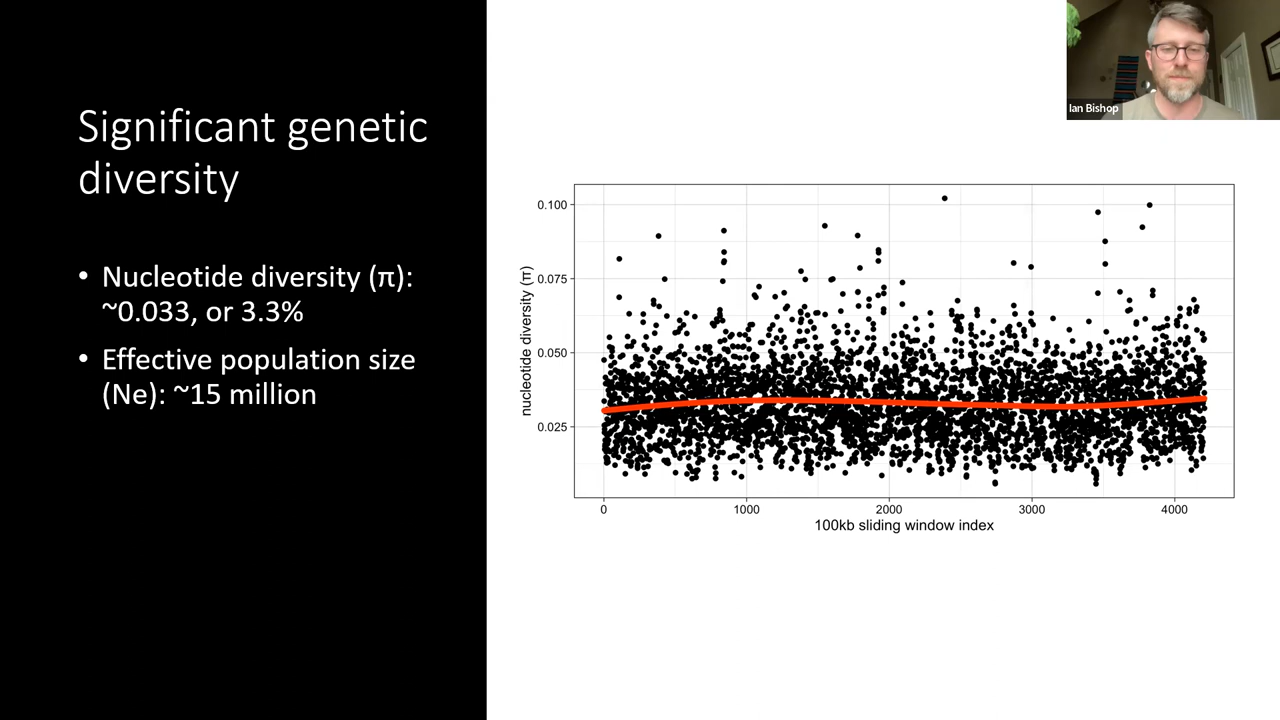 Significant genetic
diversity
• Nucleotide diversity (π):
~0.033, or 3.3%
• Effective population size
(Ne): ~15 million
Ian Bishop
nucleotide diversity (π)
0.100
0.075
0.050
0.025
0
1000
2000
3000
4000
100kb sliding window index